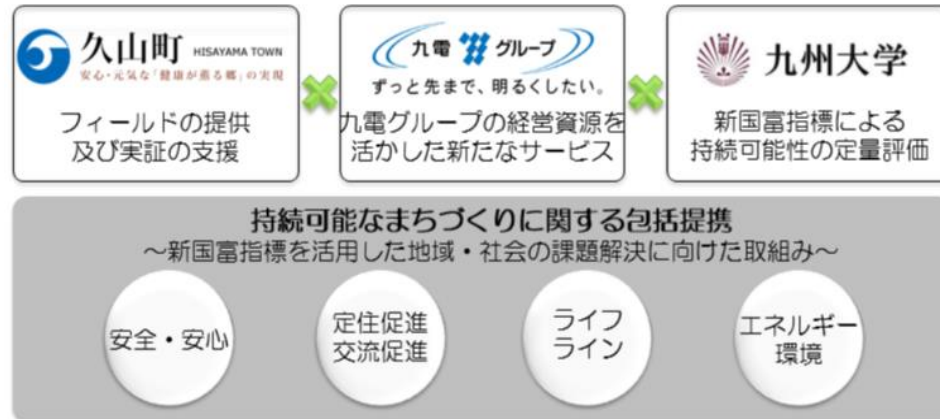 久山町 HISAYAMA TOWN
安心・元気な「健康が薫る郷」の実現
フィールドの提供
及び実証の支援
九電グループ
ずっと先まで、明るくしたい。
九電グループの経営資源を
活かした新たなサービス
九州大学
新国富指標による
持続可能性の定量評価
持続可能なまちづくりに関する包括提携
～新国富指標を活用した地域・社会の課題解決に向けた取組み～
安全・安心
定住促進
交流促進
ライフ
ライン
エネルギー
環境